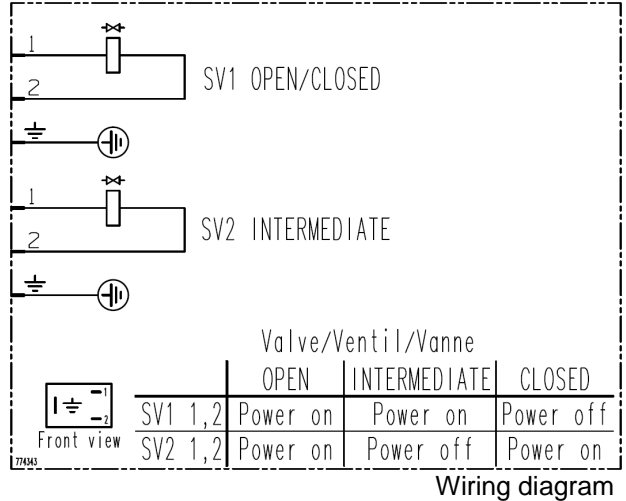 1
2
SV1 OPEN/CLOSED
1
2
SV2 INTERMEDIATE
Valve/Ventil/Vanne
OPEN INTERMEDIATE CLOSED
SV1 1,2 Power on Power on Power off
SV2 1,2 Power on Power off Power on
1
2
Front view
774343
Wiring diagram